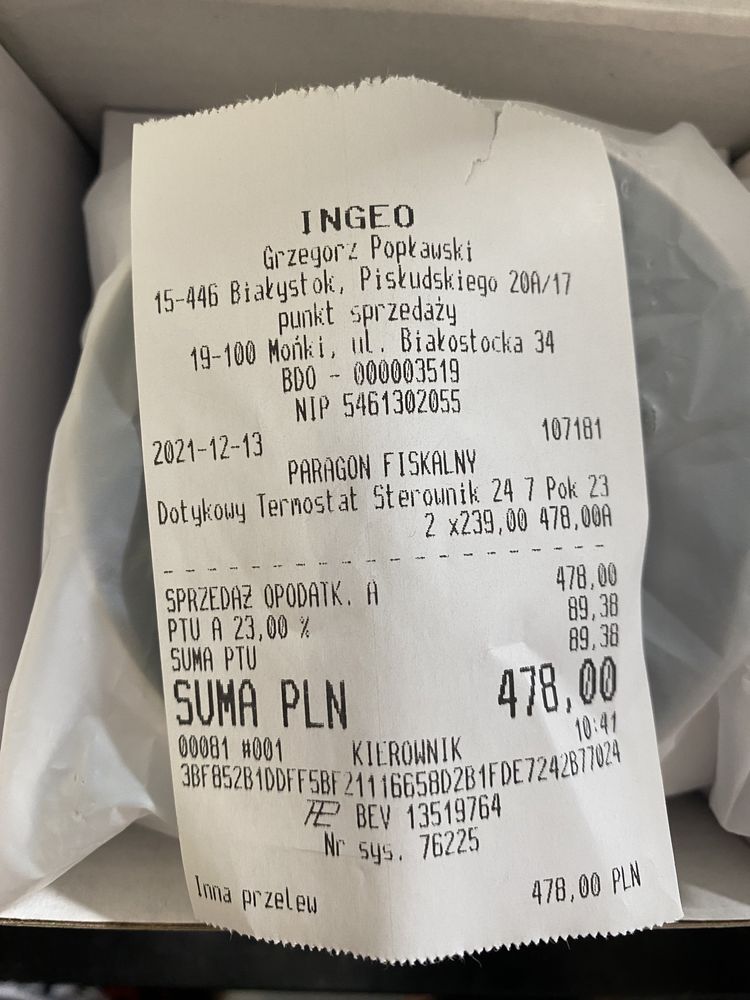 INGEO
Grzegorz Popławski
15-446 Białystok, Piłsudskiego 20A/17
punkt sprzedaży
19-100 Mońki, ul. Białostocka 34
BDO - 000003519
NIP 5461302055
2021-12-13 107181
PARAGON FISKALNY
Dotykowy Termostat Sterownik 24 7 Pok 23
2 x239,00 478,00A
SPRZEDAŻ OPODATK. A 478,00
PTU A 23,00 % 89,38
SUMA PTU 89,38
SUMA PLN 478,00
00081 #001 KIEROWNIK 10:41
3BF852B1DDFF5BF21116658D2B1FDE7242B77024
BEV 13519764
Nr sys. 76225
Inna przelew 478,00 PLN